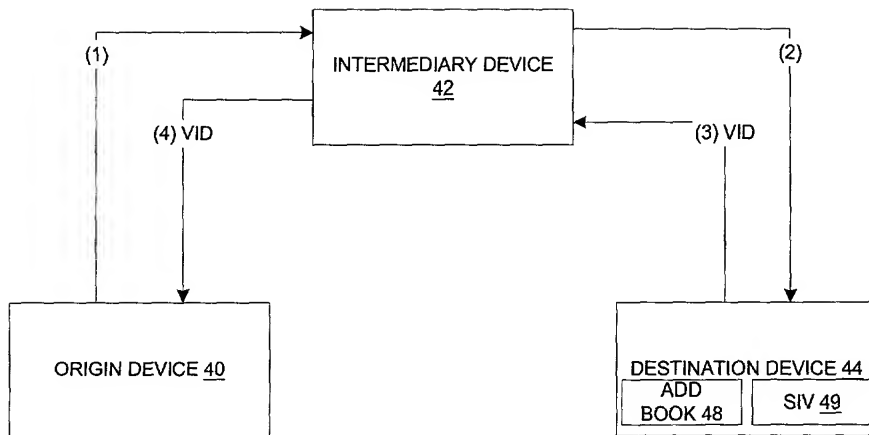 (1)
INTERMEDIARY DEVICE
42
(2)
(4) VID
(3) VID
ORIGIN DEVICE 40
DESTINATION DEVICE 44
ADD
BOOK 48
SIV 49